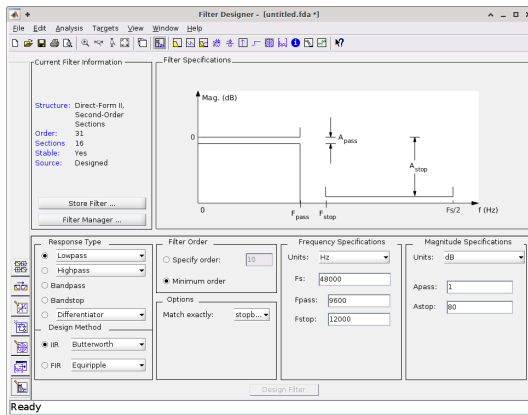 Filter Designer - [untitled.fda *]
File Edit Analysis Targets View Window Help
Current Filter Information
Structure: Direct-Form II,
Second-Order
Sections
Order: 31
Sections 16
Stable: Yes
Source: Designed
Store Filter ...
Filter Manager ...
Filter Specifications
Mag. (dB)
0
Apass
Astop
0 Fpass Fstop Fs/2 f (Hz)
Response Type
Lowpass
Highpass
Bandpass
Bandstop
Differentiator
Design Method
IIR Butterworth
FIR Equiripple
Filter Order
Specify order: 10
Minimum order
Options
Match exactly: stopb...
Frequency Specifications
Units: Hz
Fs: 48000
Fpass: 9600
Fstop: 12000
Magnitude Specifications
Units: dB
Apass: 1
Astop: 80
Design Filter
Ready